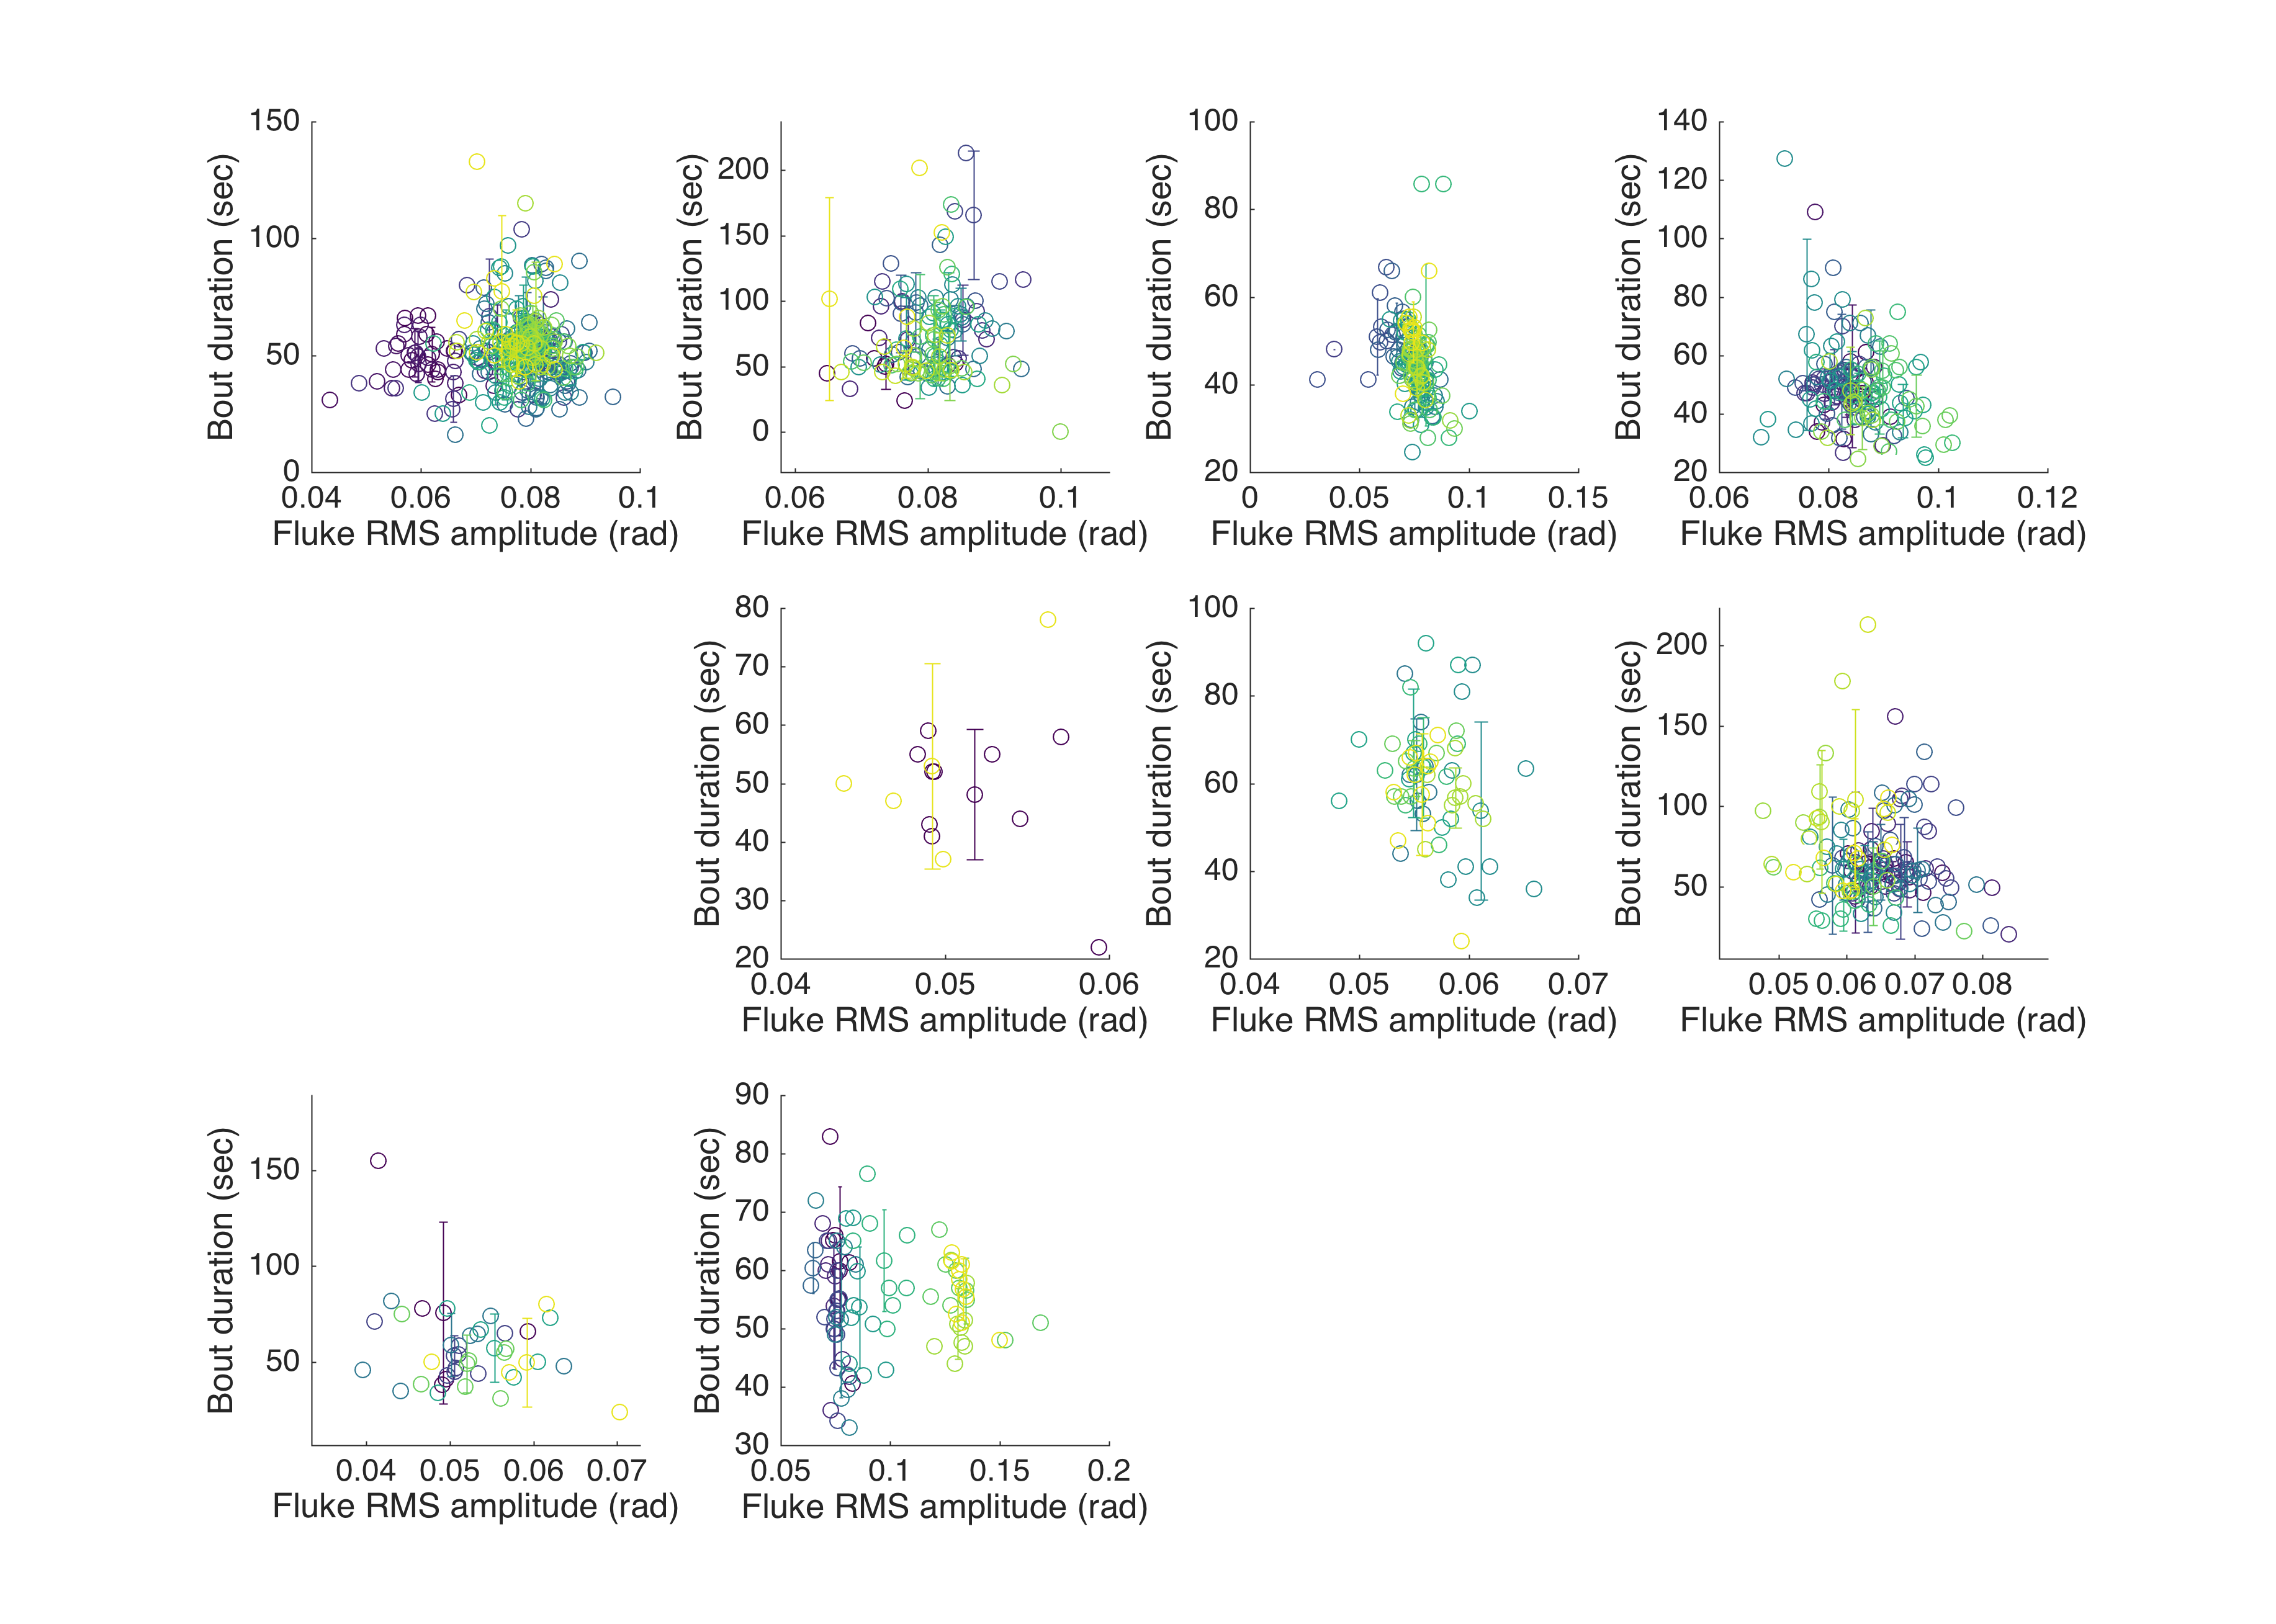 150
100
50
0
0.04 0.06 0.08 0.1
Fluke RMS amplitude (rad)
Bout duration (sec)
200
150
100
50
0
0.06 0.08 0.1
Fluke RMS amplitude (rad)
Bout duration (sec)
100
80
60
40
20
0 0.05 0.1 0.15
Fluke RMS amplitude (rad)
Bout duration (sec)
140
120
100
80
60
40
20
0.06 0.08 0.1 0.12
Fluke RMS amplitude (rad)
Bout duration (sec)
80
70
60
50
40
30
20
0.04 0.05 0.06
Fluke RMS amplitude (rad)
Bout duration (sec)
100
80
60
40
20
0.04 0.05 0.06 0.07
Fluke RMS amplitude (rad)
Bout duration (sec)
200
150
100
50
0.05 0.06 0.07 0.08
Fluke RMS amplitude (rad)
Bout duration (sec)
150
100
50
0.04 0.05 0.06 0.07
Fluke RMS amplitude (rad)
Bout duration (sec)
90
80
70
60
50
40
30
0.05 0.1 0.15 0.2
Fluke RMS amplitude (rad)
Bout duration (sec)